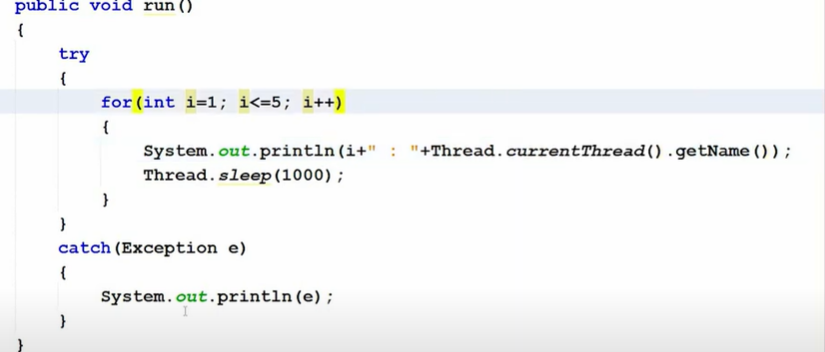 public void run()
{
try
{
for(int i=1; i<=5; i++)
{
System.out.println(i+" : "+Thread.currentThread().getName());
Thread.sleep(1000);
}
}
catch(Exception e)
{
System.out.println(e);
}
}